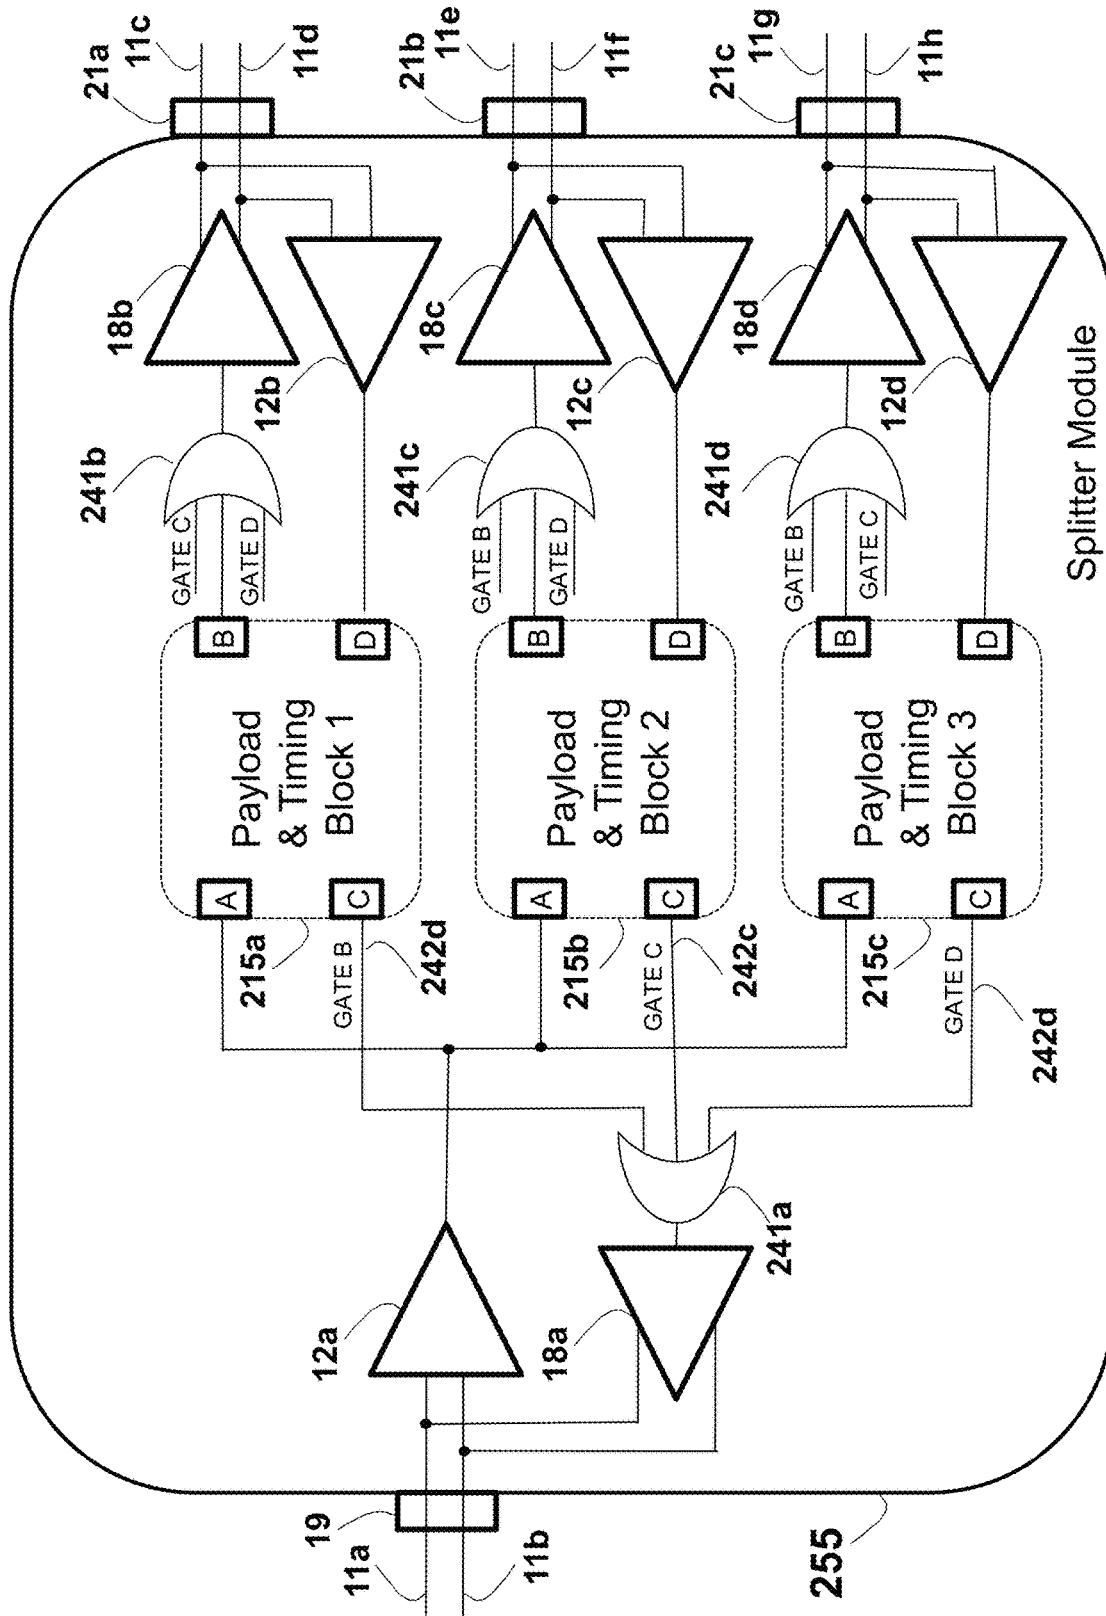 21a
11c
11d
21b
11e
11f
21c
11g
11h
18b
12b
18c
12c
18d
12d
241b
241c
241d
GATE C
GATE D
GATE B
GATE D
GATE B
GATE C
B
D
B
D
B
D
Payload
& Timing
Block 1
Payload
& Timing
Block 2
Payload
& Timing
Block 3
A
C
A
C
A
C
215a
GATE B
242d
215b
GATE C
242c
215c
GATE D
242d
12a
18a
241a
19
11a
11b
255
Splitter Module